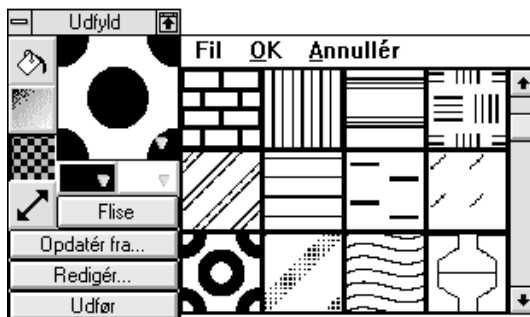 Udfyld
Fil OK Annullér
Flise
Opdatér fra...
Redigér...
Udfør